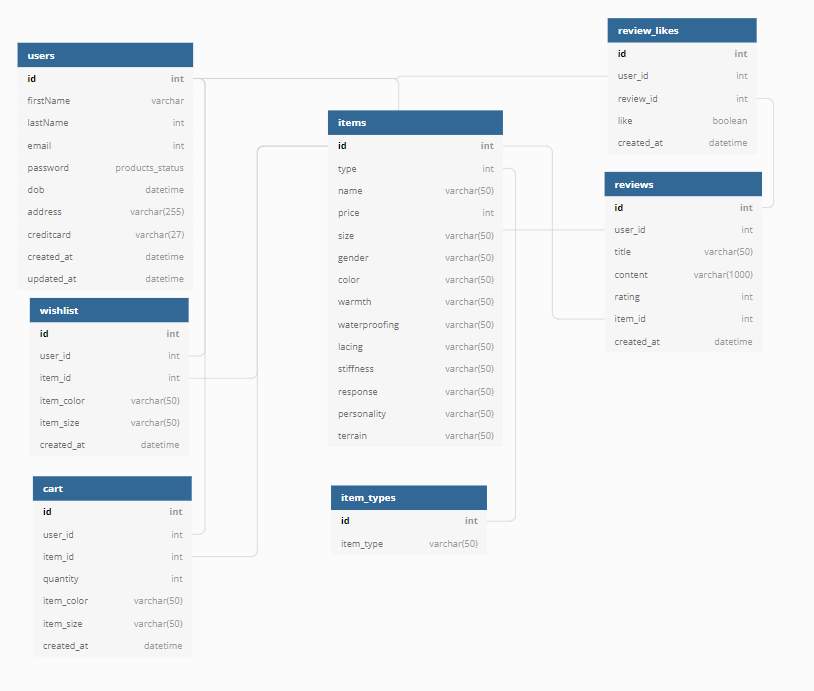 users
id int
firstName varchar
lastName int
email int
password products_status
dob datetime
address varchar(255)
creditcard varchar(27)
created_at datetime
updated_at datetime
wishlist
id int
user_id int
item_id int
item_color varchar(50)
item_size varchar(50)
created_at datetime
cart
id int
user_id int
item_id int
quantity int
item_color varchar(50)
item_size varchar(50)
created_at datetime
items
id int
type int
name varchar(50)
price int
size varchar(50)
gender varchar(50)
color varchar(50)
warmth varchar(50)
waterproofing varchar(50)
lacing varchar(50)
stiffness varchar(50)
response varchar(50)
personality varchar(50)
terrain varchar(50)
item_types
id int
item_type varchar(50)
review_likes
id int
user_id int
review_id int
like boolean
created_at datetime
reviews
id int
user_id int
title varchar(50)
content varchar(1000)
rating int
item_id int
created_at datetime